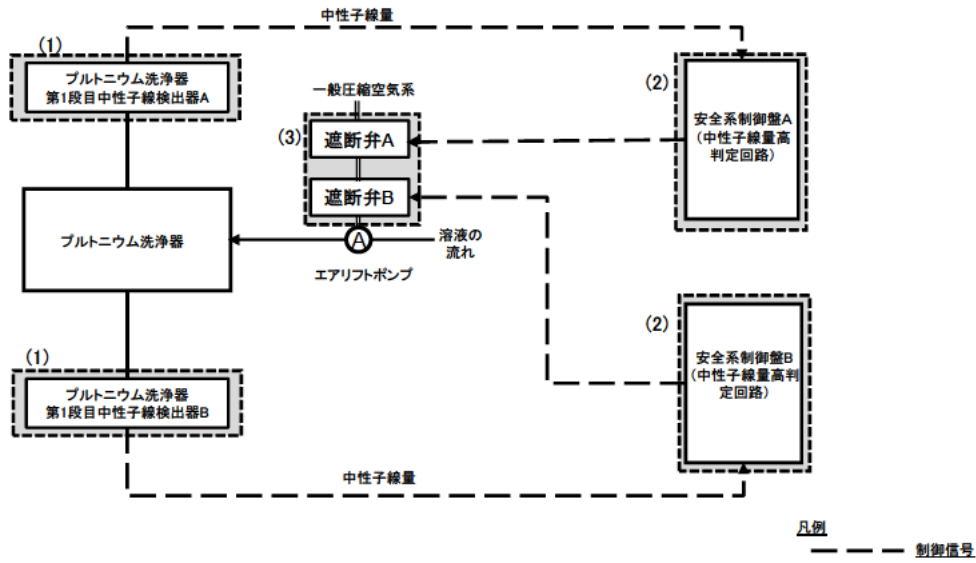 中性子線量
(1)
プルトニウム洗浄器
第1段目中性子線検出器A
一般圧縮空気系
(3)
遮断弁A
遮断弁B
(2)
安全系制御盤A
(中性子線量高
判定回路)
プルトニウム洗浄器
A
溶液の
流れ
エアリフトポンプ
(1)
プルトニウム洗浄器
第1段目中性子線検出器B
(2)
安全系制御盤B
(中性子線量高判
定回路)
中性子線量
凡例
制御信号